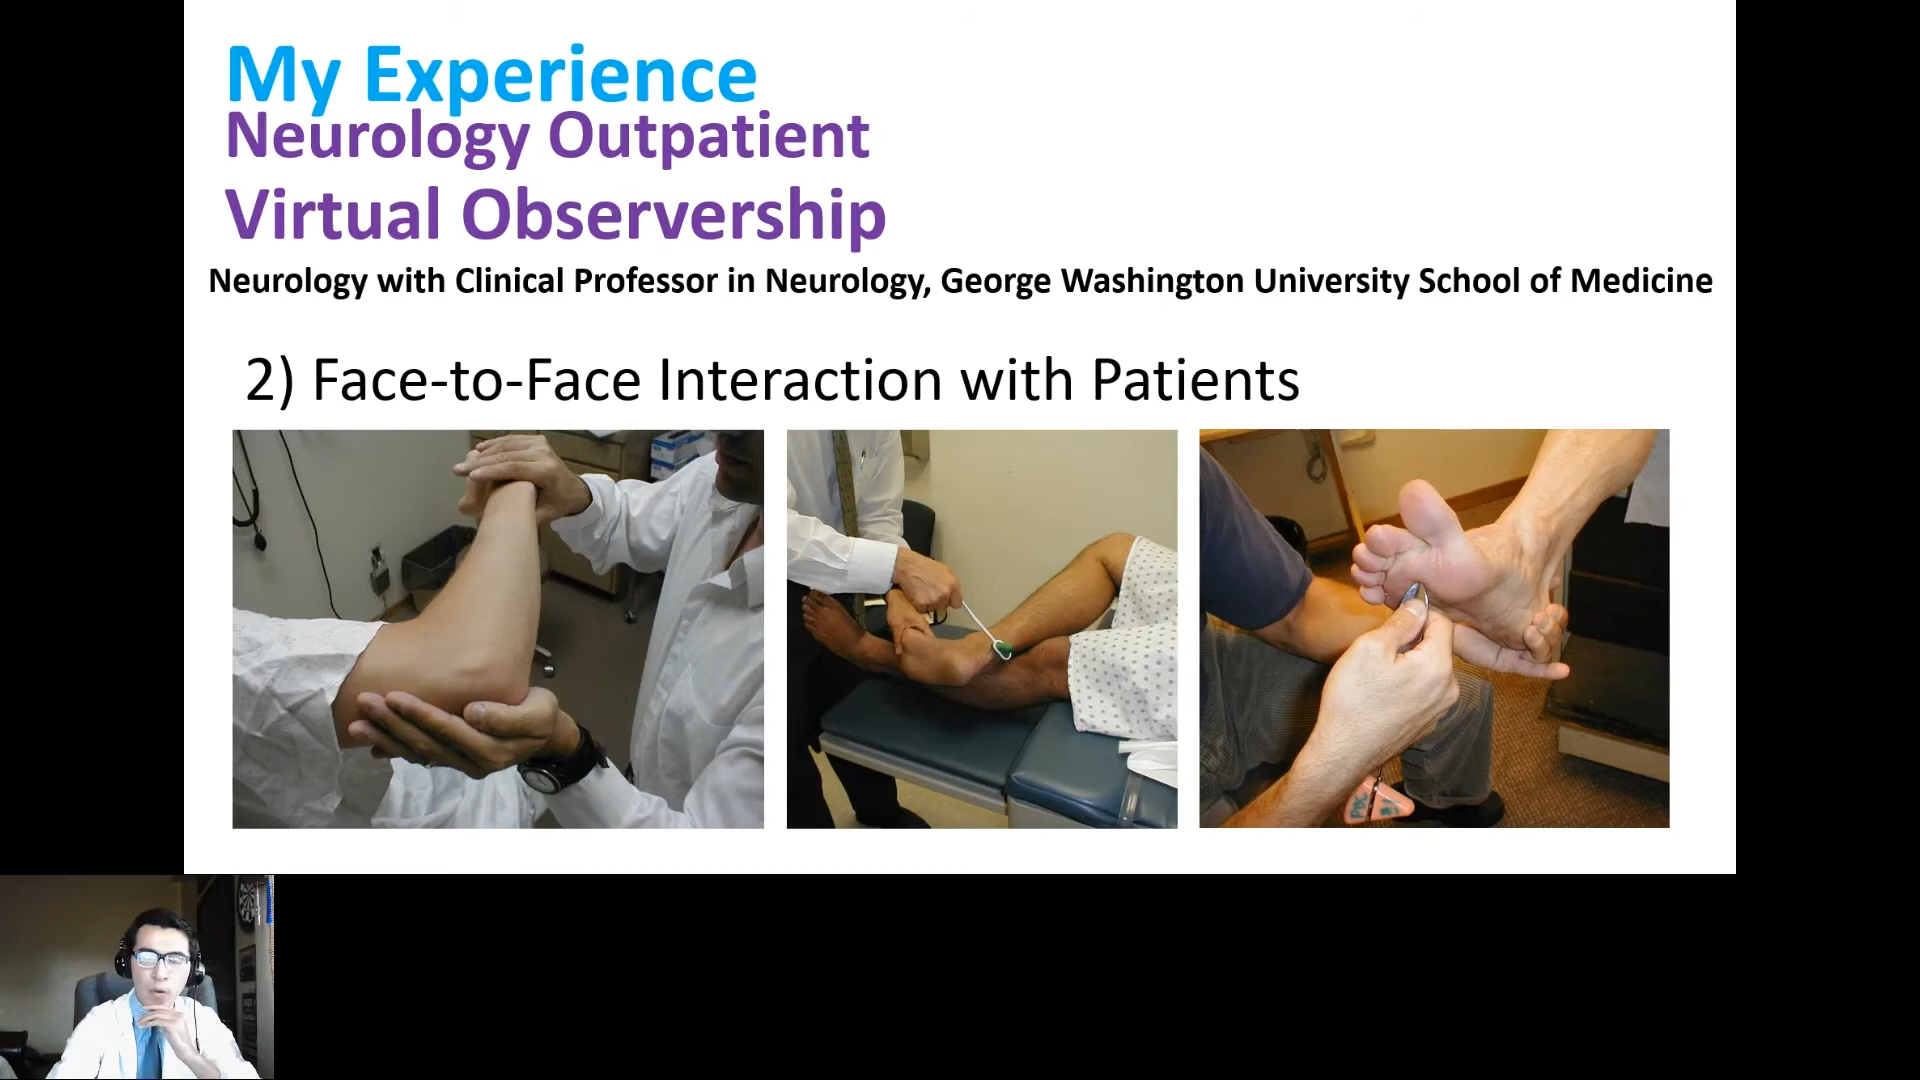 My Experience
Neurology Outpatient
Virtual Observership
Neurology with Clinical Professor in Neurology, George Washington University School of Medicine
2) Face-to-Face Interaction with Patients